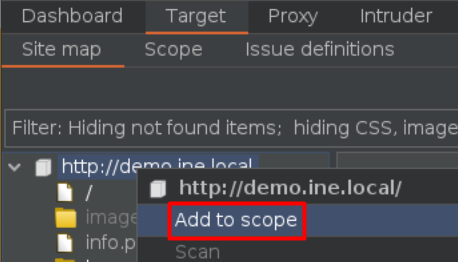 Dashboard Target Proxy Intruder
Site map Scope Issue definitions
Filter: Hiding not found items; hiding CSS, image
http://demo.ine.local
/
http://demo.ine.local/
image
Add to scope
info.p
Scan